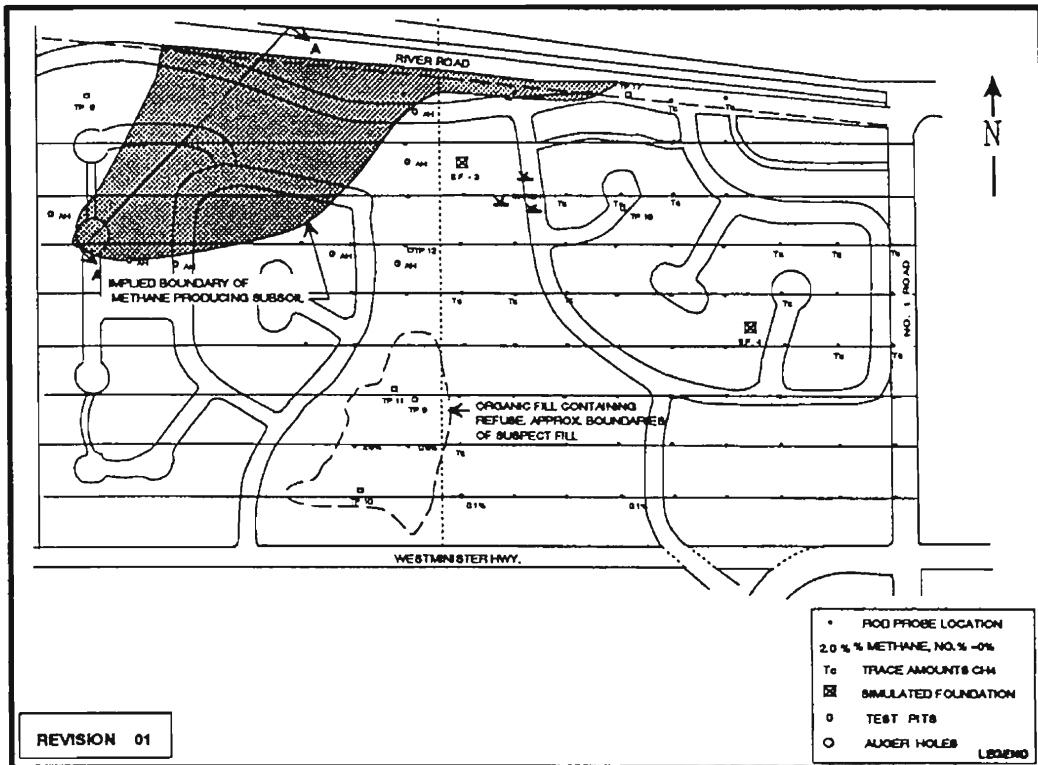 A
RIVER ROAD
TP 17
Tc
Tc
TP 8
AH
N
AH
S.F. - 3
AH
Tc
Tc
TP 16
AH
TP 12
AH
AH
AH
AH
Tc
Tc
Tc
A
IMPLIED BOUNDARY OF
METHANE PRODUCING SUBSOIL
Tc
Tc
Tc
Tc
NO. 1 ROAD
S.F. - 4
Tc
Tc
TP 11
TP 9
ORGANIC FILL CONTAINING
REFUSE. APPROX. BOUNDARIES
OF SUSPECT FILL
Tc
TP 10
0.1%
0.1%
WESTMINISTER HWY.
• ROD PROBE LOCATION
2.0 % % METHANE, NO. % -0%
Tc TRACE AMOUNTS CH4
SIMULATED FOUNDATION
TEST PITS
AUGER HOLES
LEGEND
REVISION 01